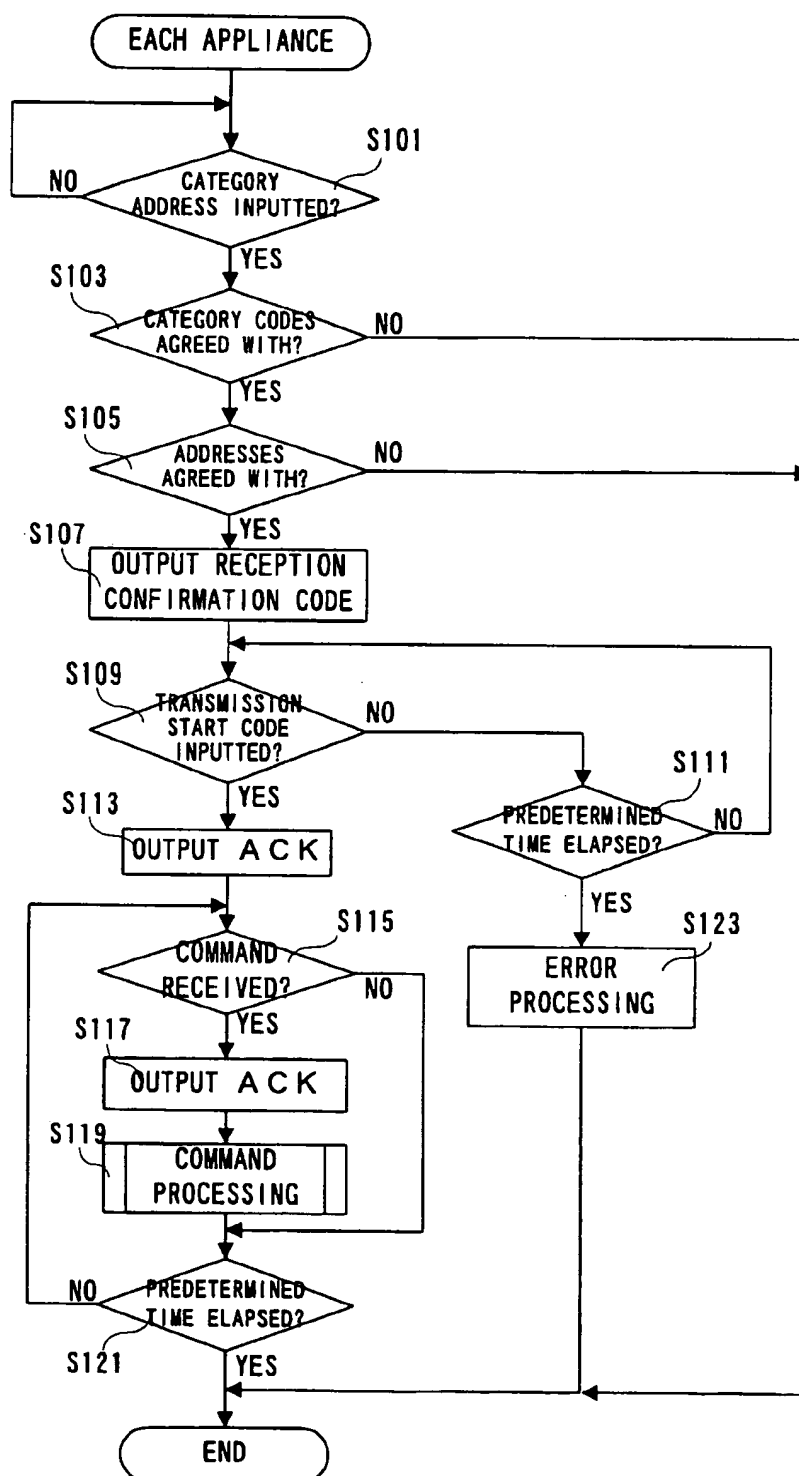 EACH APPLIANCE
S101
NO
CATEGORY
ADDRESS INPUTTED?
YES
S103
CATEGORY CODES
AGREED WITH?
NO
YES
S105
ADDRESSES
AGREED WITH?
NO
YES
S107
OUTPUT RECEPTION
CONFIRMATION CODE
S109
TRANSMISSION
START CODE
INPUTTED?
NO
YES
S111
PREDETERMINED
TIME ELAPSED?
NO
YES
S113
OUTPUT ACK
S115
COMMAND
RECEIVED?
NO
YES
S123
ERROR
PROCESSING
S117
OUTPUT ACK
S119
COMMAND
PROCESSING
NO
PREDETERMINED
TIME ELAPSED?
S121
YES
END